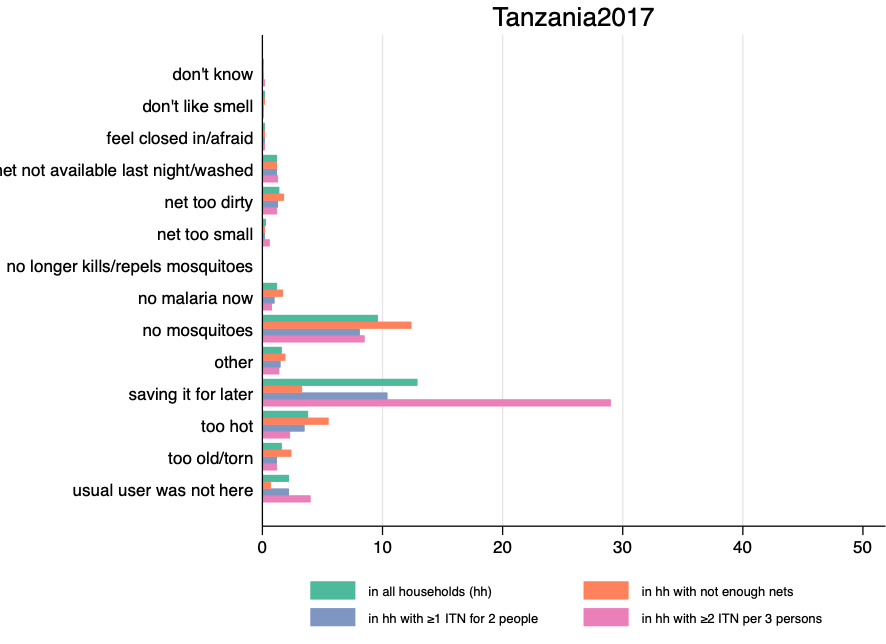 Tanzania2017
don't know
don't like smell
feel closed in/afraid
net not available last night/washed
net too dirty
net too small
no longer kills/repels mosquitoes
no malaria now
no mosquitoes
other
saving it for later
too hot
too old/torn
usual user was not here
0 10 20 30 40 50
in all households (hh) in hh with not enough nets
in hh with ≥1 ITN for 2 people in hh with ≥2 ITN per 3 persons